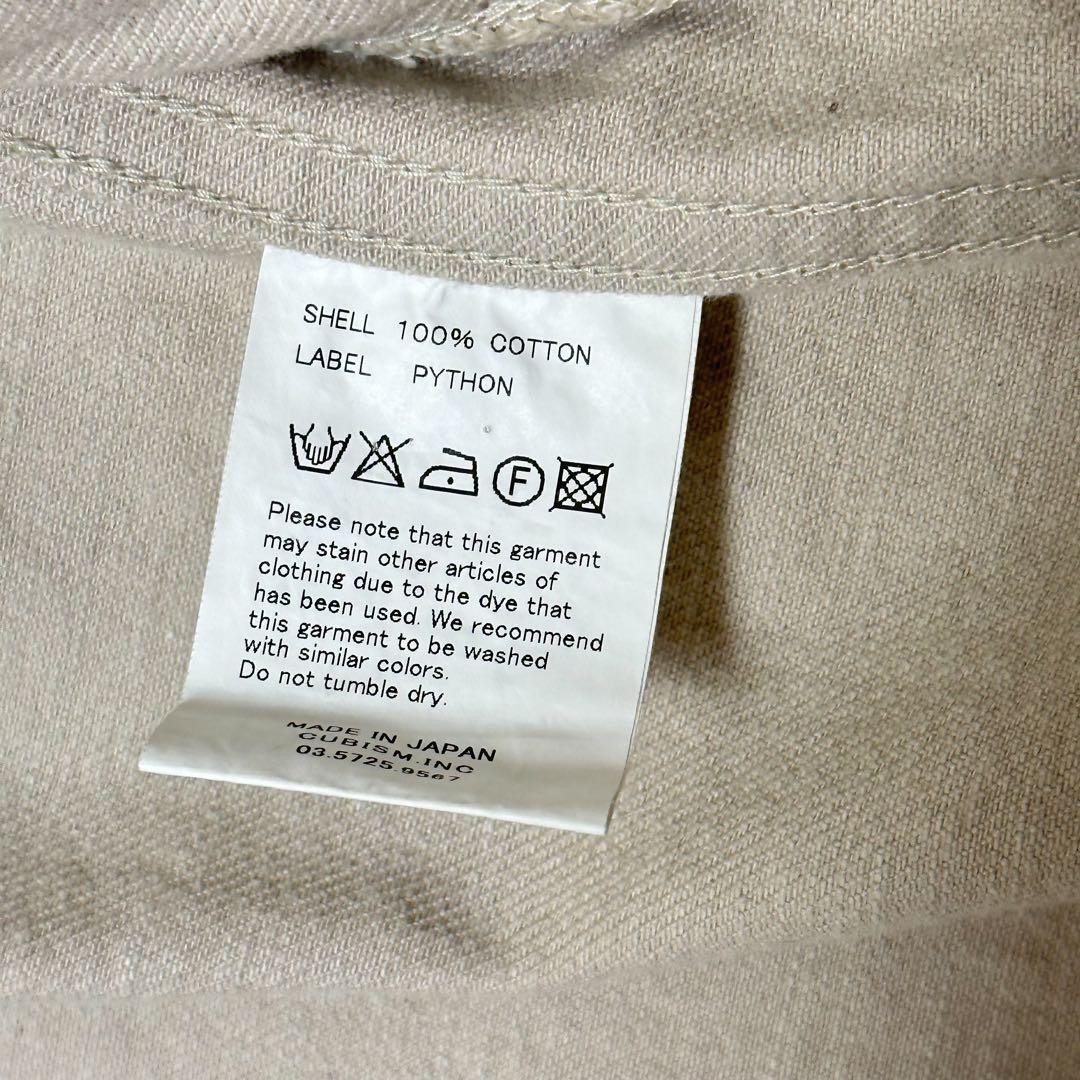 SHELL 100% COTTON
LABEL PYTHON
F
Please note that this garment
may stain other articles of
clothing due to the dye that
has been used. We recommend
this garment to be washed
with similar colors.
Do not tumble dry.
MADE IN JAPAN
CUBISM.INC
03.5725.9567